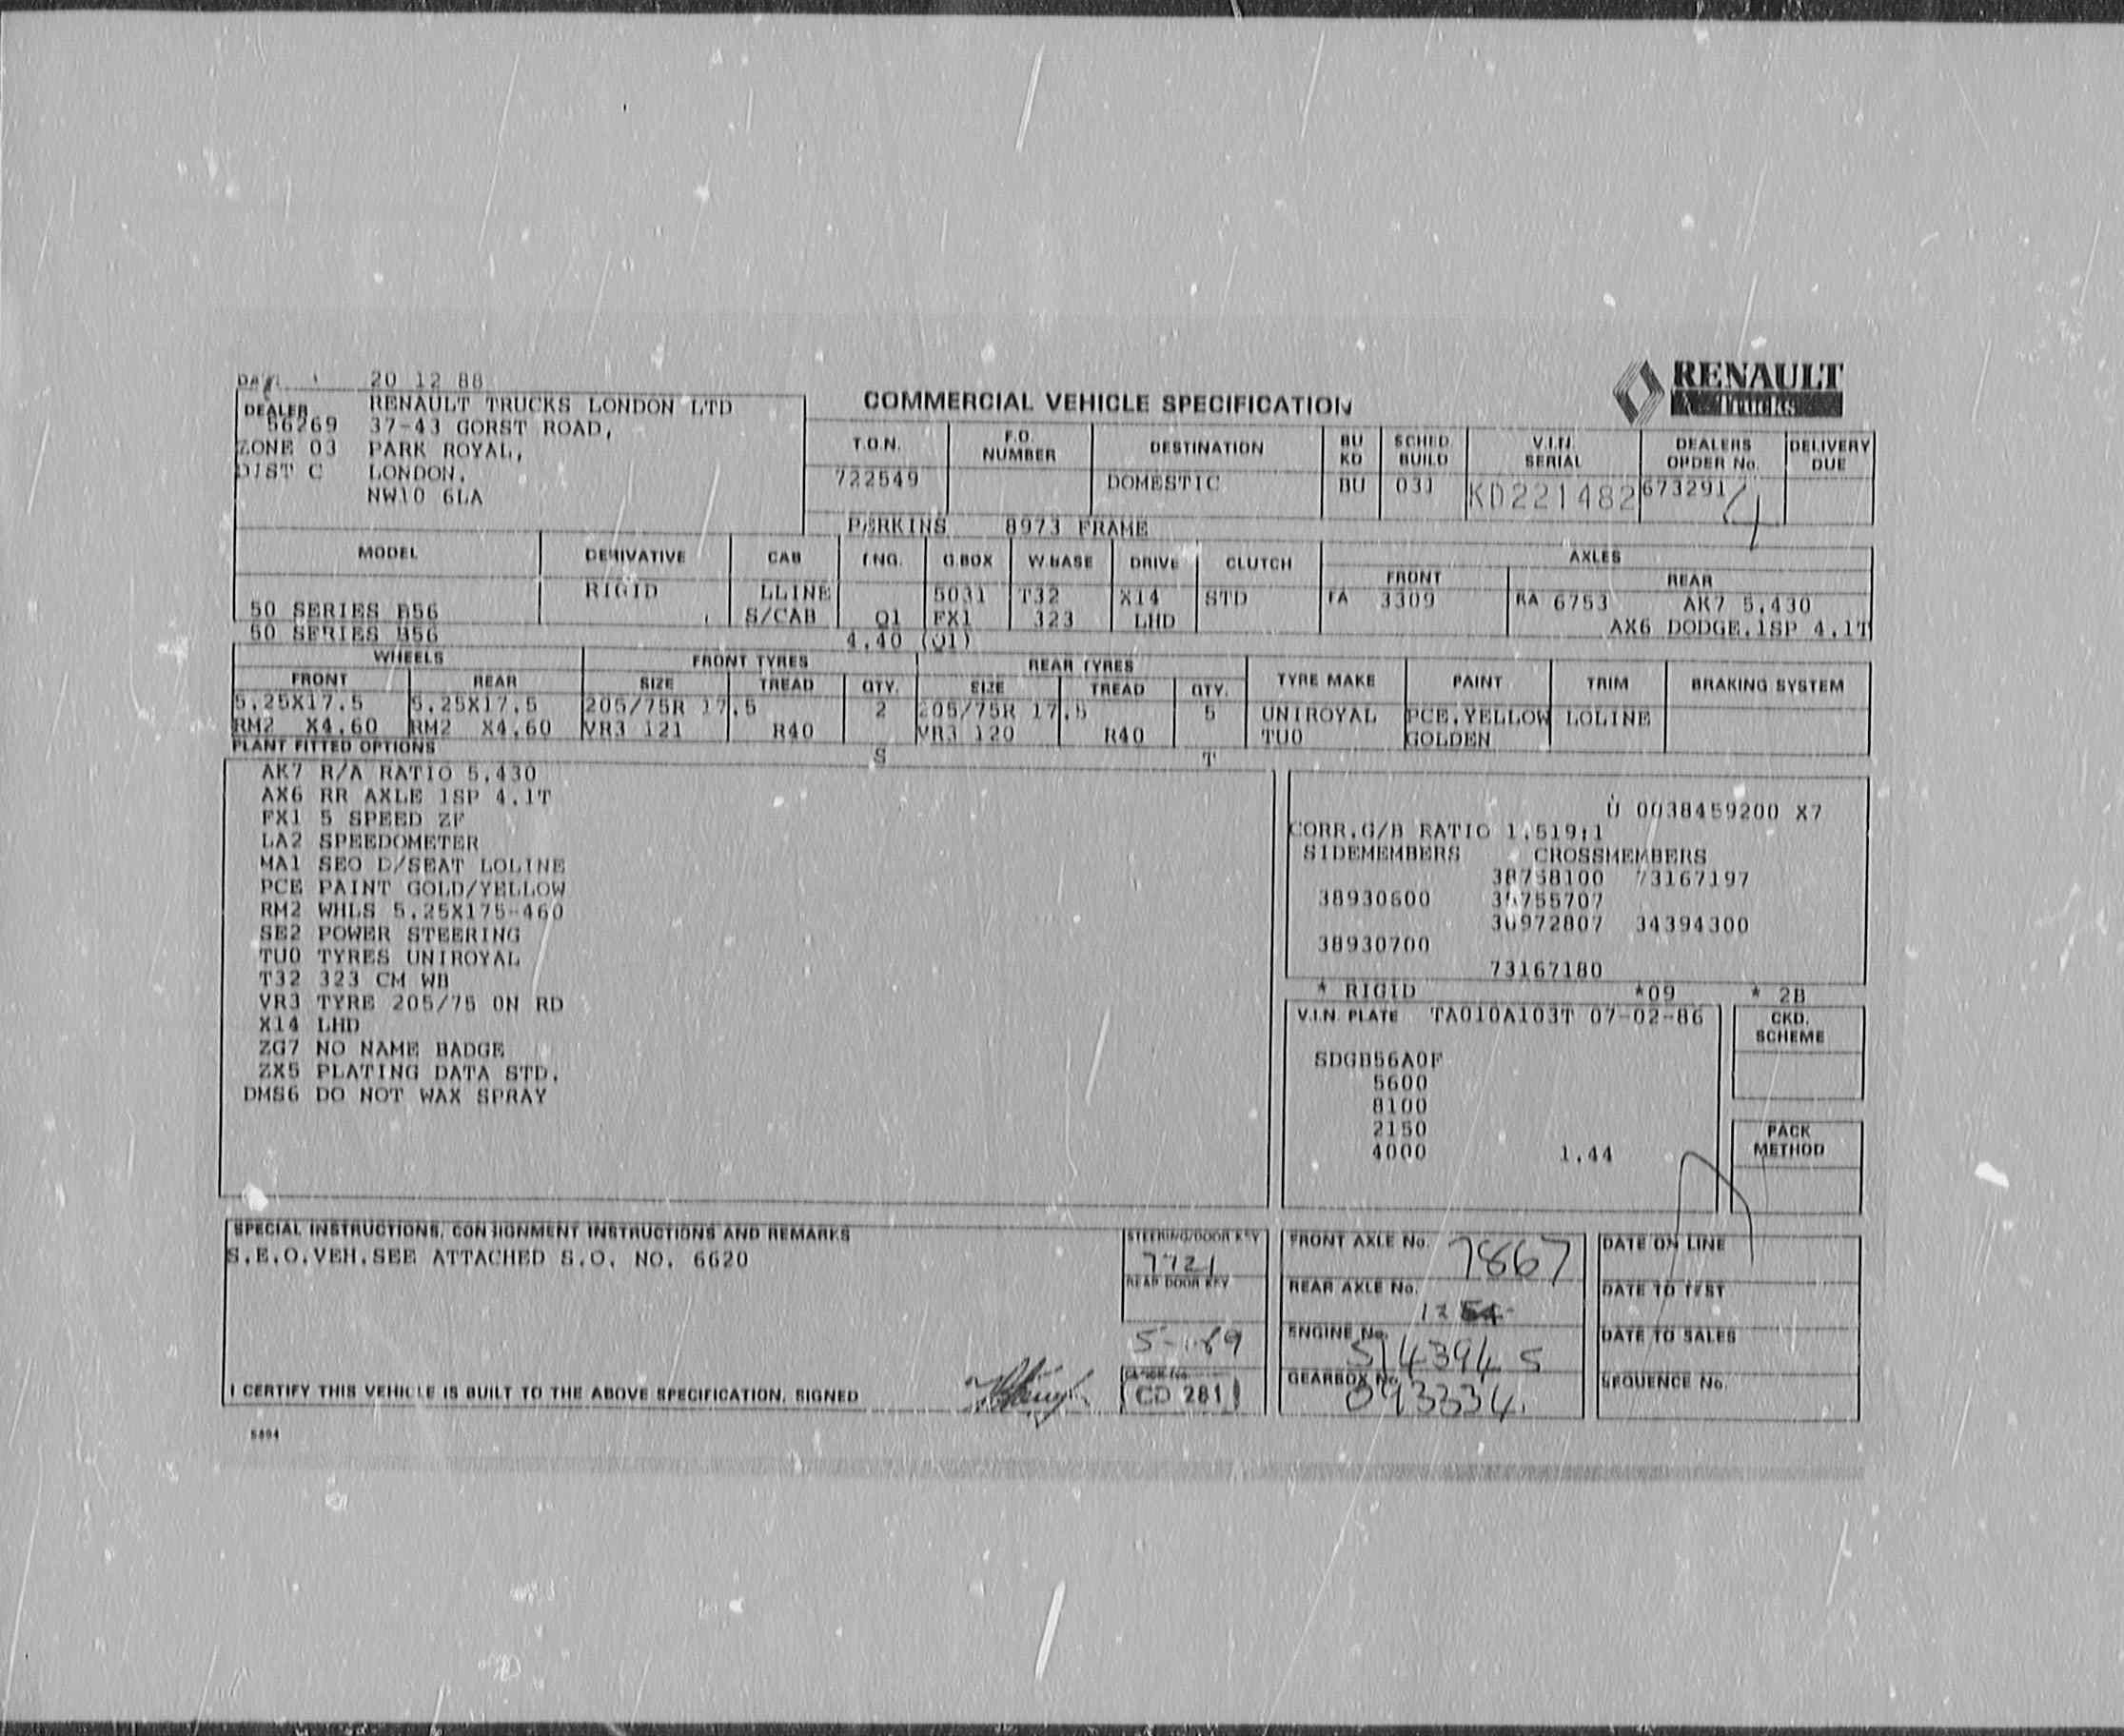 20 12 88
DEALER RENAULT TRUCKS LONDON LTD
56269 37-43 GORST ROAD,
ZONE 03 PARK ROYAL,
DIST C LONDON.
NW10 6LA
COMMERCIAL VEHICLE SPECIFICATION
RENAULT
Trucks
T.O.N. F.O. NUMBER DESTINATION BU KD SCHED. BUILD V.I.N. SERIAL DEALERS ORDER No. DELIVERY DUE
722549 DOMESTIC BU 031 KD221482 673291/4
PERKINS 8973 FRAME
MODEL DERIVATIVE CAB ENG. G.BOX W.BASE DRIVE CLUTCH AXLES
FRONT REAR
RIGID LLINE 5031 T32 X14 STD FA 3309 RA 6753 AK7 5.430
50 SERIES B56 S/CAB Q1 FX1 323 LHD AX6 DODGE.1SP 4.1T
50 SERIES B56 4.40 (Q1)
WHEELS FRONT TYRES REAR TYRES
FRONT REAR SIZE TREAD QTY. SIZE TREAD QTY. TYRE MAKE PAINT TRIM BRAKING SYSTEM
5.25X17.5 5.25X17.5 205/75R 17.5 2 205/75R 17.5 5 UNIROYAL PCE.YELLOW LOLINE
RM2 X4.60 RM2 X4.60 VR3 121 R40 VR3 120 R40 TU0 GOLDEN
PLANT FITTED OPTIONS S T
AK7 R/A RATIO 5.430
AX6 RR AXLE 1SP 4.1T
FX1 5 SPEED ZF
LA2 SPEEDOMETER
MA1 SEO D/SEAT LOLINE
PCE PAINT GOLD/YELLOW
RM2 WHLS 5.25X175-460
SE2 POWER STEERING
TU0 TYRES UNIROYAL
T32 323 CM WB
VR3 TYRE 205/75 ON RD
X14 LHD
ZG7 NO NAME BADGE
ZX5 PLATING DATA STD.
DMS6 DO NOT WAX SPRAY
U 0038459200 X7
CORR.G/B RATIO 1.519:1
SIDEMEMBERS CROSSMEMBERS
38758100 73167197
38930600
34394300
38930700
73167180
* RIGID *09 * 2B
V.I.N. PLATE TA010A103T 07-02-86
SDGB56A0F
5600
8100
2150
4000 1.44
CKD. SCHEME
PACK METHOD
SPECIAL INSTRUCTIONS, CONSIGNMENT INSTRUCTIONS AND REMARKS
S.E.O.VEH.SEE ATTACHED S.O. NO. 6620
I CERTIFY THIS VEHICLE IS BUILT TO THE ABOVE SPECIFICATION. SIGNED
STEERING/DOOR KEY
7721
REAR DOOR KEY
5-1-89
CD 281
FRONT AXLE No. 7867
REAR AXLE No.
ENGINE No. S14394 S
GEARBOX No. 093334.
DATE ON LINE
DATE TO TEST
DATE TO SALES
SEQUENCE No.
5894